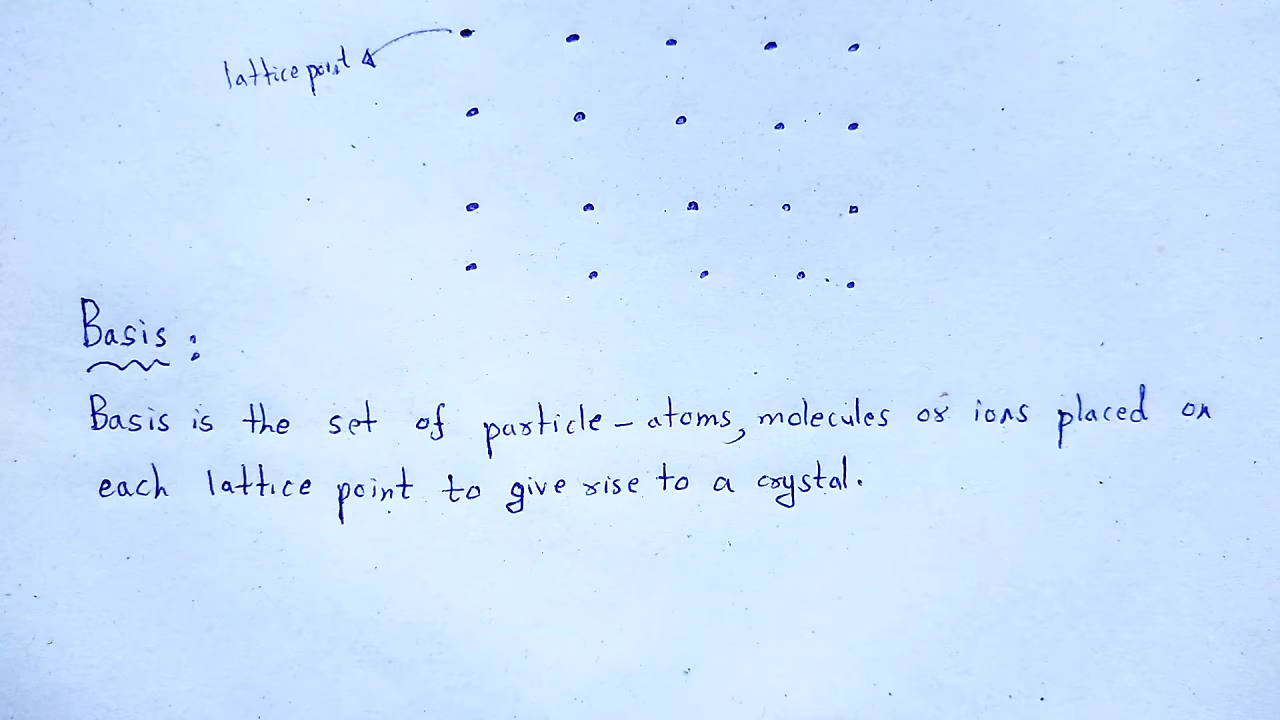 lattice point
Basis :
Basis is the set of particle - atoms, molecules or ions placed on
each lattice point to give rise to a crystal.